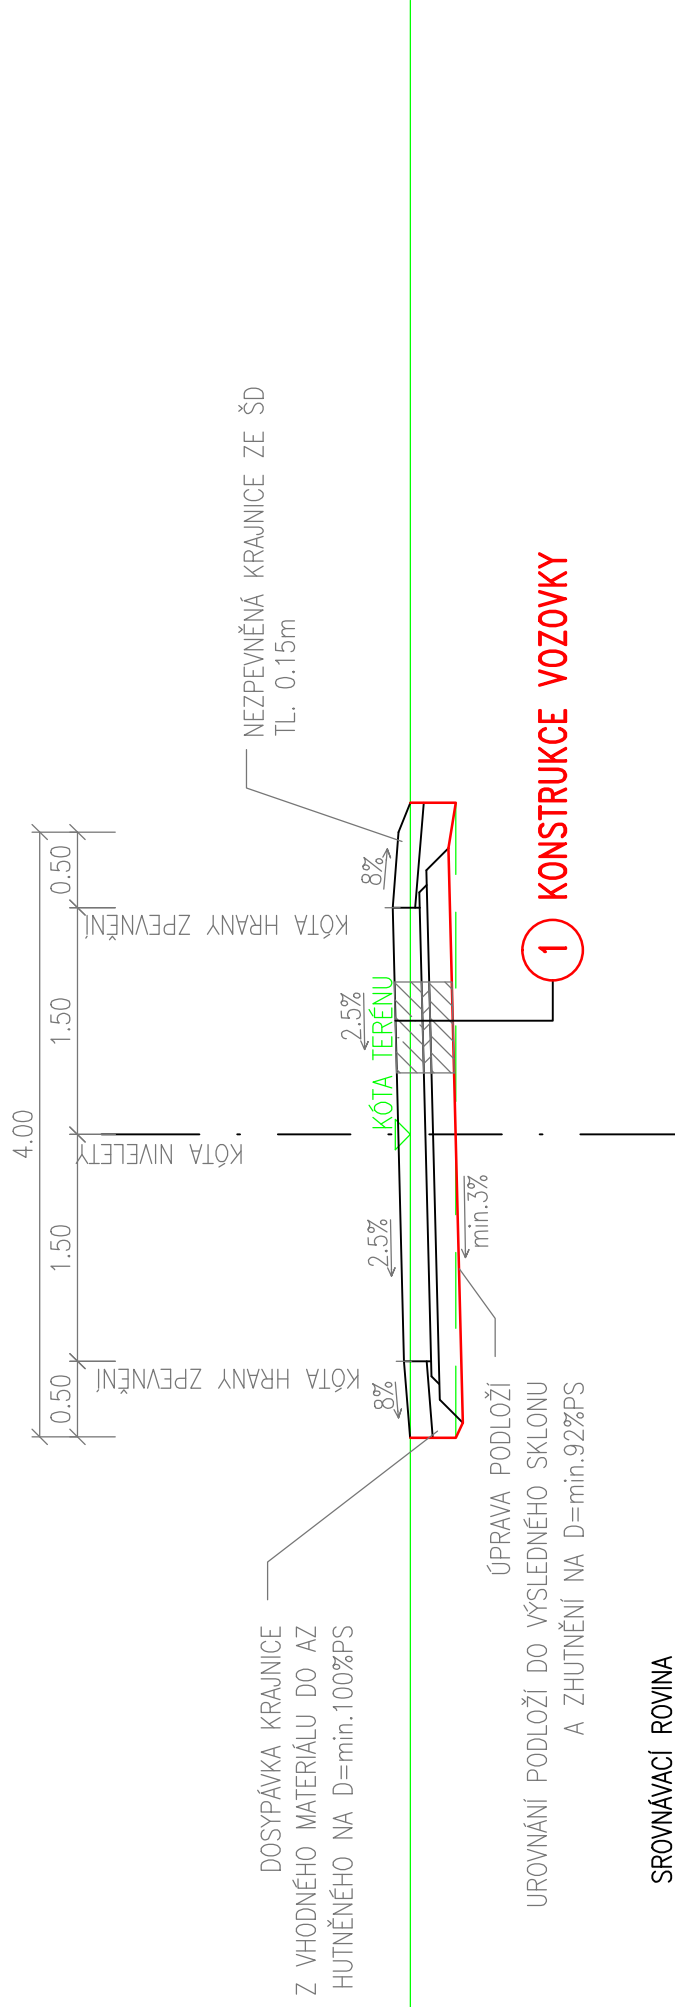 4.00
0.50
1.50
1.50
0.50
KÓTA HRANY ZPEVNĚNÍ
KÓTA NIVELETY
KÓTA HRANY ZPEVNĚNÍ
NEZPEVNĚNÁ KRAJNICE ZE ŠD
TL. 0.15m
8%
2.5%
2.5%
8%
KÓTA TERÉNU
min.3%
DOSYPÁVKA KRAJNICE
Z VHODNÉHO MATERIÁLU DO AZ
HUTNĚNÉHO NA D=min.100%PS
ÚPRAVA PODLOŽÍ
UROVNÁNÍ PODLOŽÍ DO VÝSLEDNÉHO SKLONU
A ZHUTNĚNÍ NA D=min.92%PS
1 KONSTRUKCE VOZOVKY
SROVNÁVACÍ ROVINA